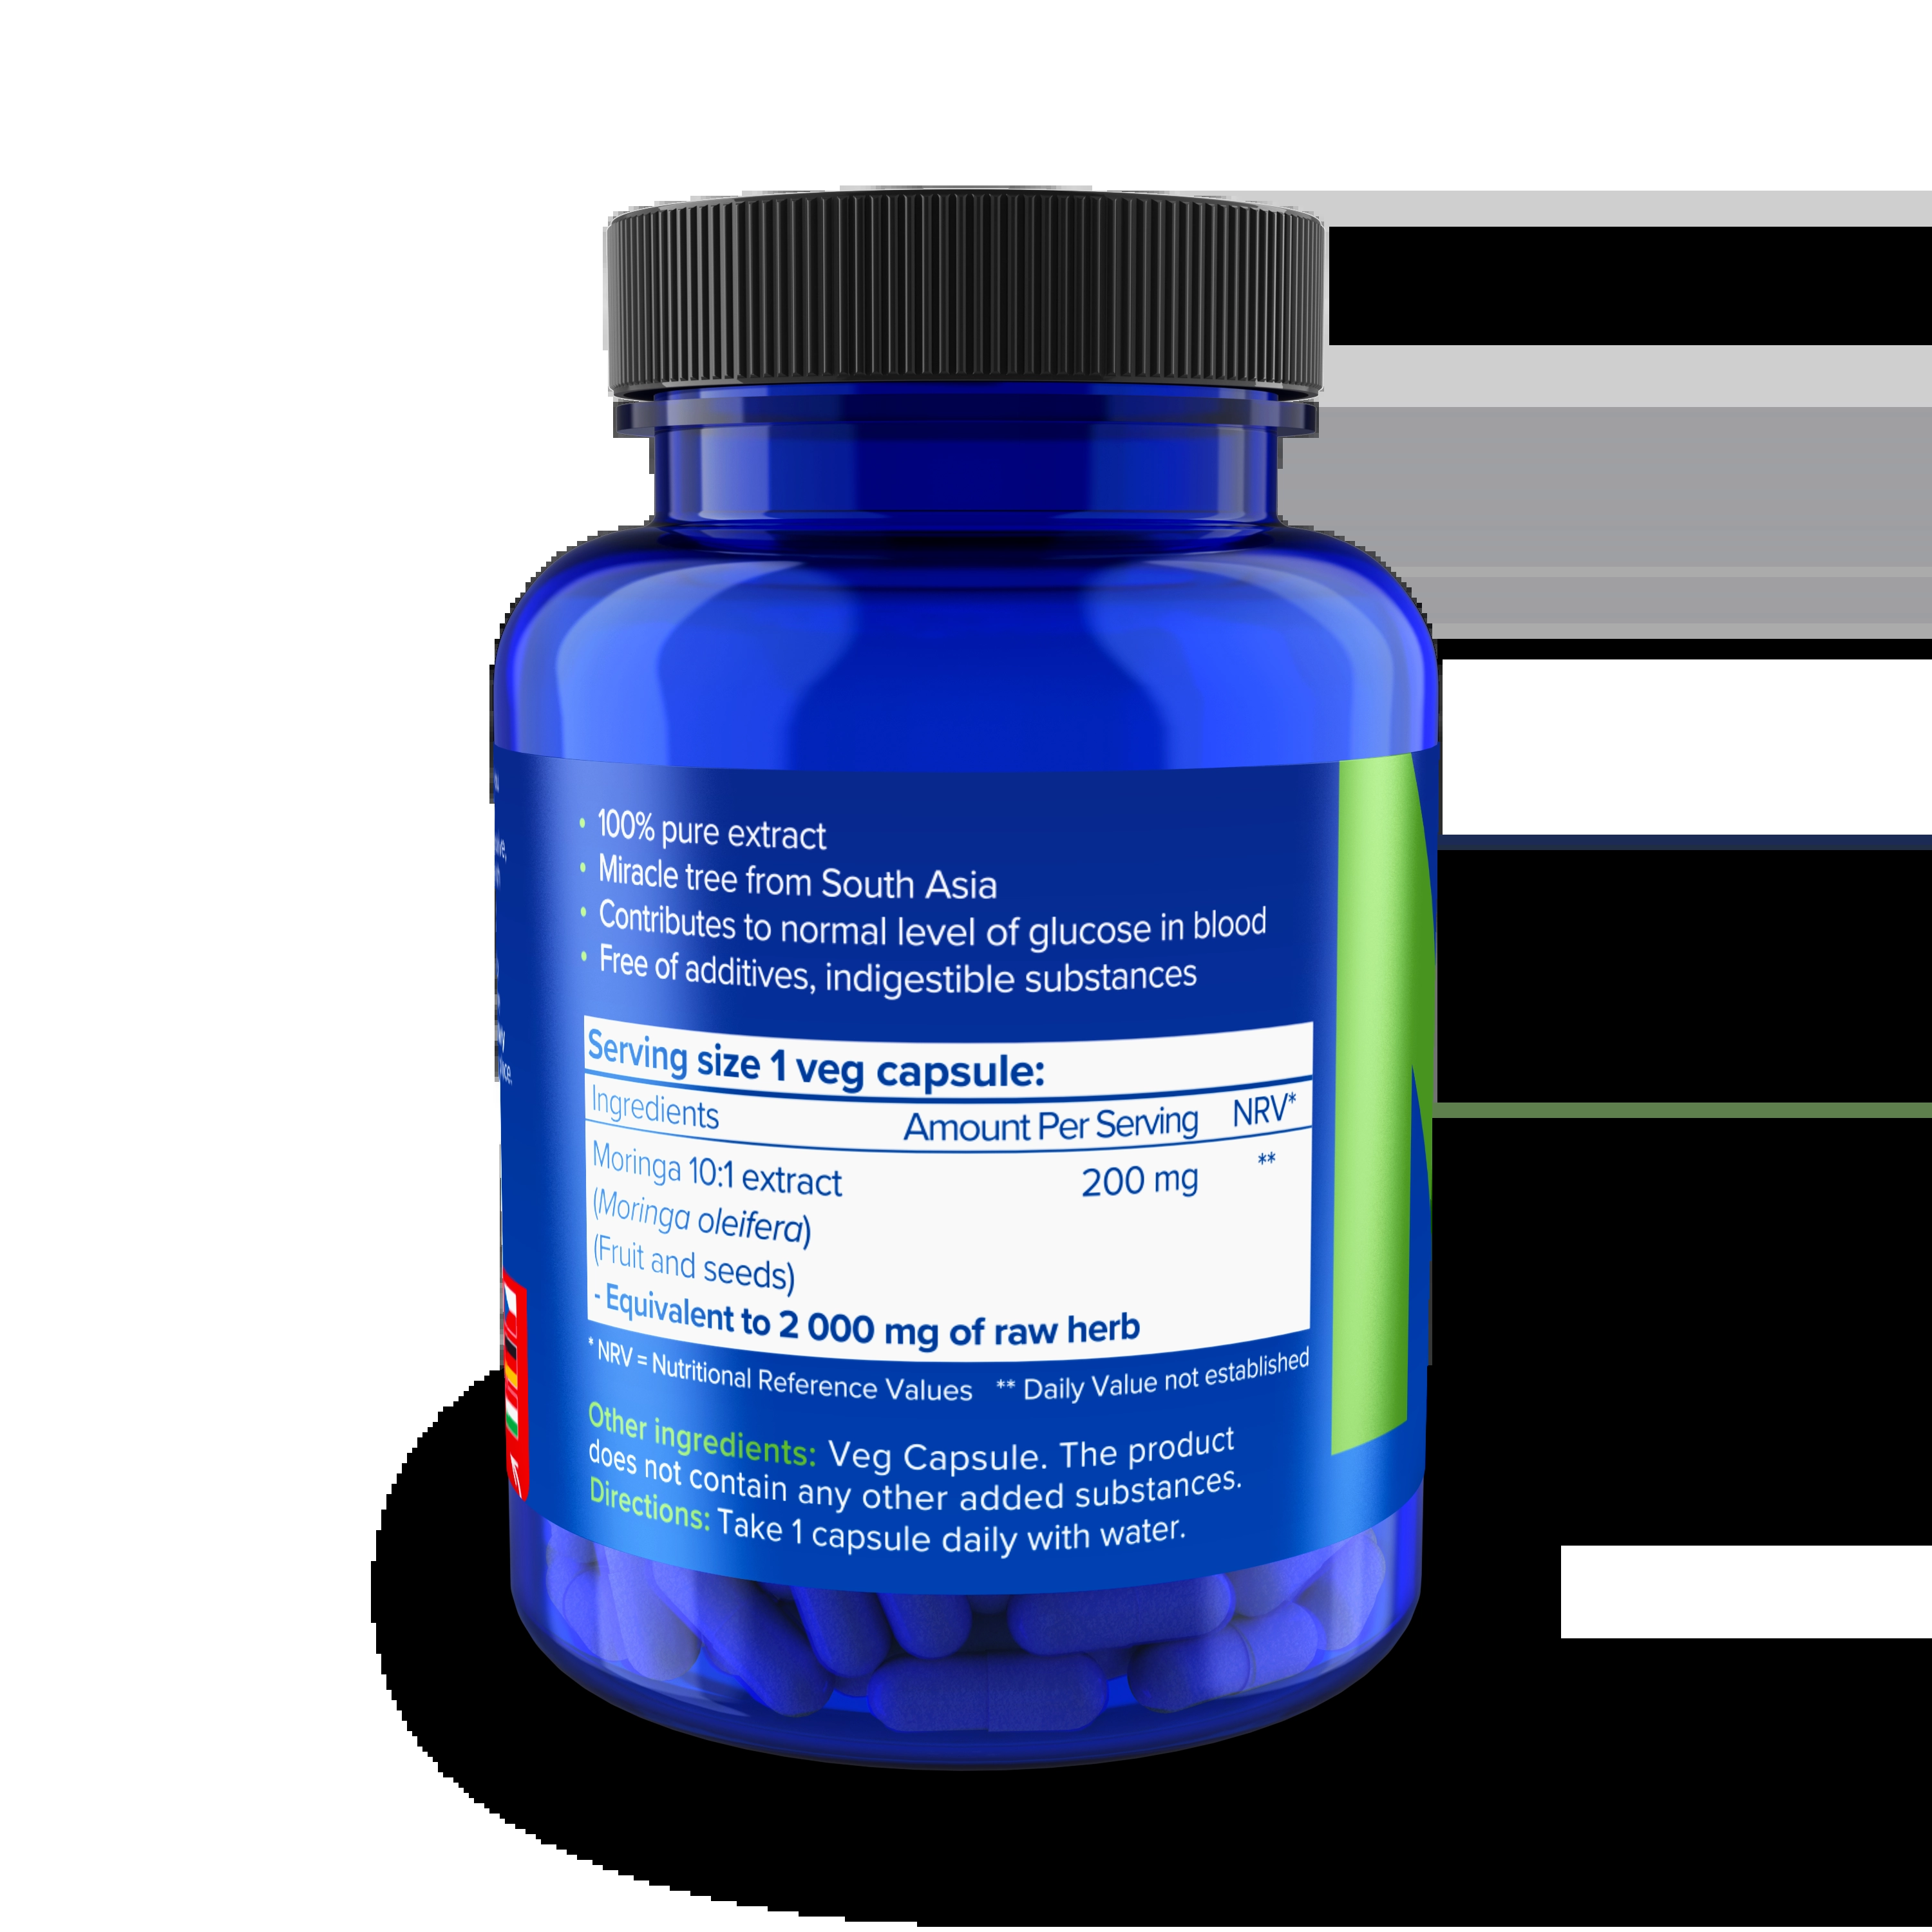 • 100% pure extract
• Miracle tree from South Asia
• Contributes to normal level of glucose in blood
• Free of additives, indigestible substances
Serving size 1 veg capsule:
Ingredients Amount Per Serving NRV*
Moringa 10:1 extract 200 mg **
(Moringa oleifera)
(Fruit and seeds)
- Equivalent to 2 000 mg of raw herb
* NRV = Nutritional Reference Values ** Daily Value not established
Other ingredients: Veg Capsule. The product
does not contain any other added substances.
Directions: Take 1 capsule daily with water.